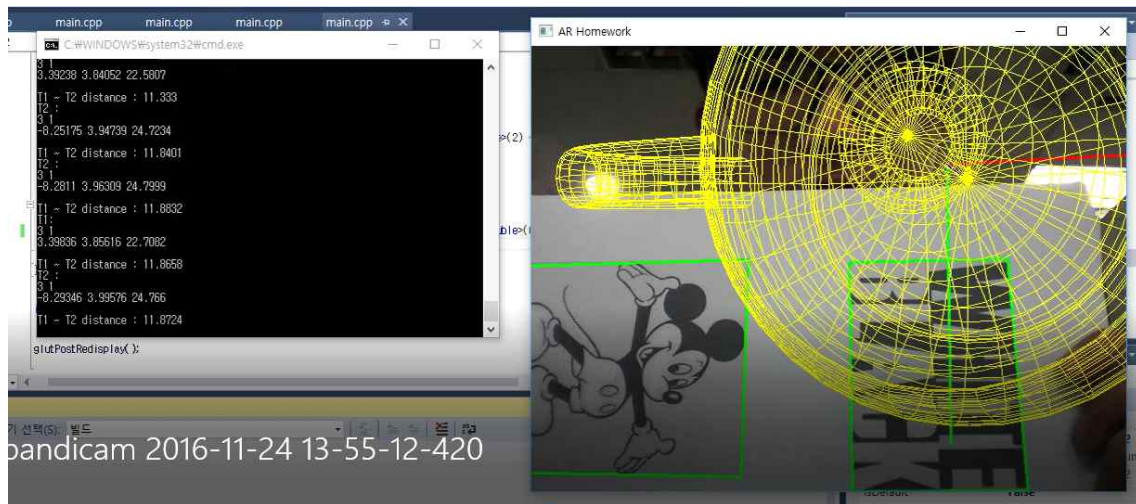 main.cpp
main.cpp
main.cpp
main.cpp
C:₩WINDOWS₩system32₩cmd.exe
3 1
3.39238 3.84052 22.5807
T1 ~ T2 distance : 11.333
T2 :
3 1
-8.25175 3.94739 24.7234
T1 ~ T2 distance : 11.8401
T2 :
3 1
-8.2811 3.96309 24.7999
T1 ~ T2 distance : 11.8832
T1:
3 1
3.39836 3.85616 22.7082
T1 ~ T2 distance : 11.8658
T2 :
3 1
-8.29346 3.99576 24.766
T1 ~ T2 distance : 11.8724
glutPostRedisplay();
선택(S): 빌드
bandicam 2016-11-24 13-55-12-420
AR Homework
False